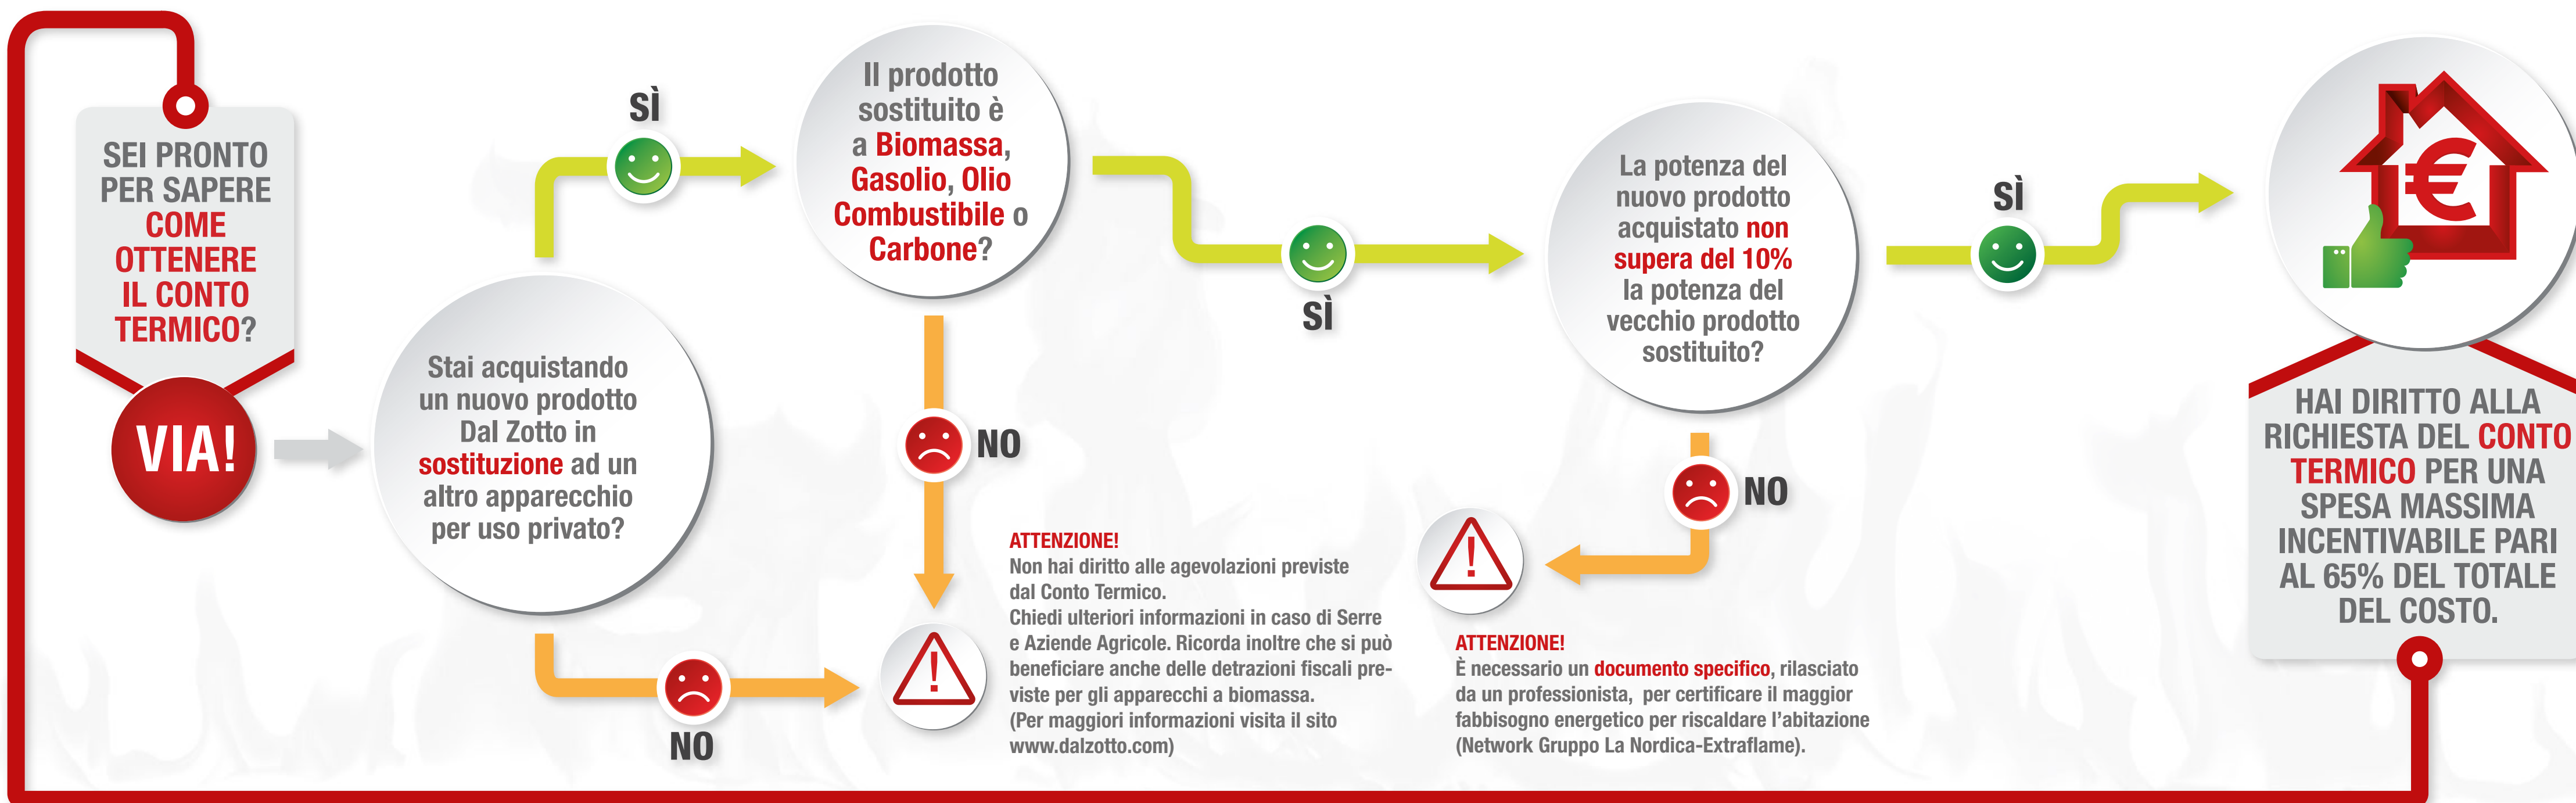 SEI PRONTO
PER SAPERE
COME
OTTENERE
IL CONTO
TERMICO?
VIA!
Stai acquistando
un nuovo prodotto
Dal Zotto in
sostituzione ad un
altro apparecchio
per uso privato?
SÌ
NO
Il prodotto
sostituito è
a Biomassa,
Gasolio, Olio
Combustibile o
Carbone?
NO
ATTENZIONE!
Non hai diritto alle agevolazioni previste
dal Conto Termico.
Chiedi ulteriori informazioni in caso di Serre
e Aziende Agricole. Ricorda inoltre che si può
beneficiare anche delle detrazioni fiscali pre-
viste per gli apparecchi a biomassa.
(Per maggiori informazioni visita il sito
www.dalzotto.com)
SÌ
La potenza del
nuovo prodotto
acquistato non
supera del 10%
la potenza del
vecchio prodotto
sostituito?
NO
ATTENZIONE!
È necessario un documento specifico, rilasciato
da un professionista, per certificare il maggior
fabbisogno energetico per riscaldare l'abitazione
(Network Gruppo La Nordica-Extraflame).
SÌ
€
HAI DIRITTO ALLA
RICHIESTA DEL CONTO
TERMICO PER UNA
SPESA MASSIMA
INCENTIVABILE PARI
AL 65% DEL TOTALE
DEL COSTO.